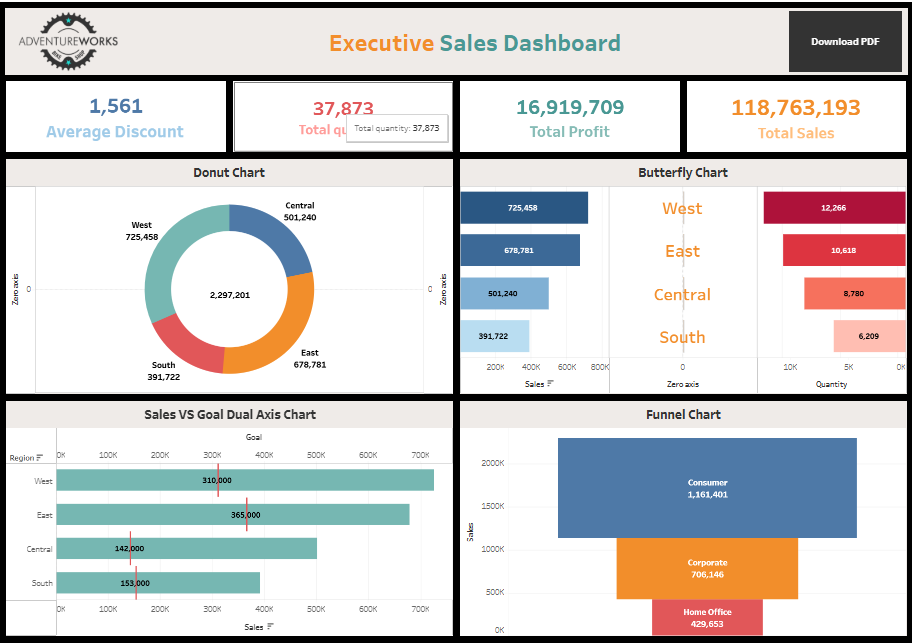 ADVENTUREWORKS
BIKE SHOP
Executive Sales Dashboard
Download PDF
1,561
Average Discount
37,873
Total qu
Total quantity: 37,873
16,919,709
Total Profit
118,763,193
Total Sales
Donut Chart
Central
501,240
West
725,458
Zero axis
0
2,297,201
0
Zero axis
East
678,781
South
391,722
Butterfly Chart
725,458
West
12,266
678,781
East
10,618
501,240
Central
8,780
391,722
South
6,209
200K 400K 600K 800K
0
10K 5K 0K
Sales
Zero axis
Quantity
Sales VS Goal Dual Axis Chart
Goal
Region
0K 100K 200K 300K 400K 500K 600K 700K
West
310,000
East
365,000
Central
142,000
South
153,000
0K 100K 200K 300K 400K 500K 600K 700K
Sales
Funnel Chart
2000K
Consumer
1,161,401
1500K
Sales
1000K
Corporate
706,146
500K
Home Office
429,653
0K